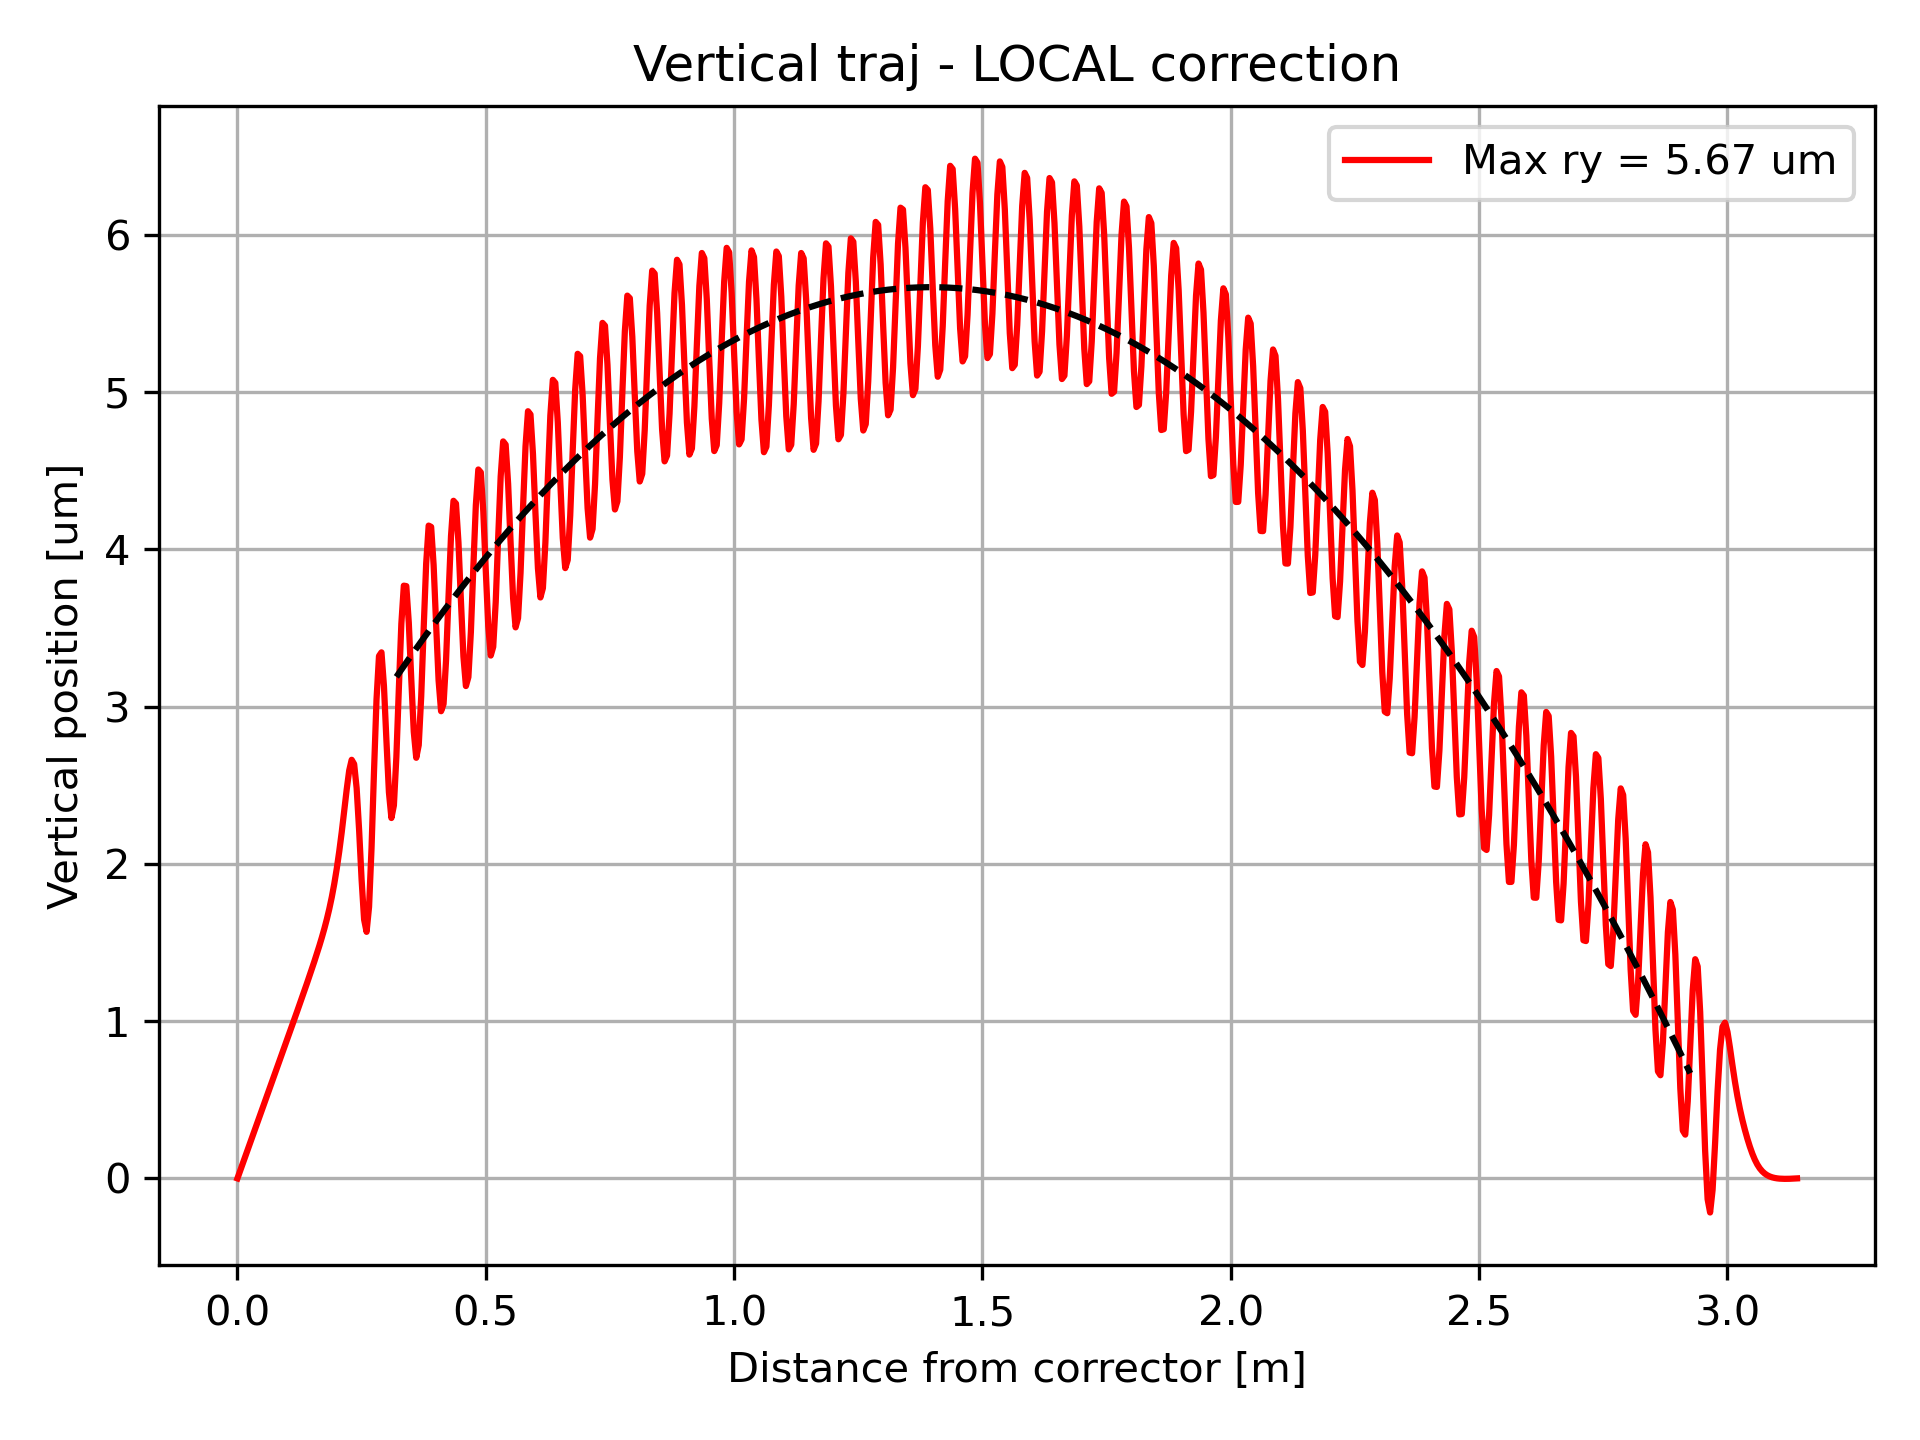 Vertical traj - LOCAL correction
Max ry = 5.67 um
Vertical position [um]
6
5
4
3
2
1
0
0.0 0.5 1.0 1.5 2.0 2.5 3.0
Distance from corrector [m]